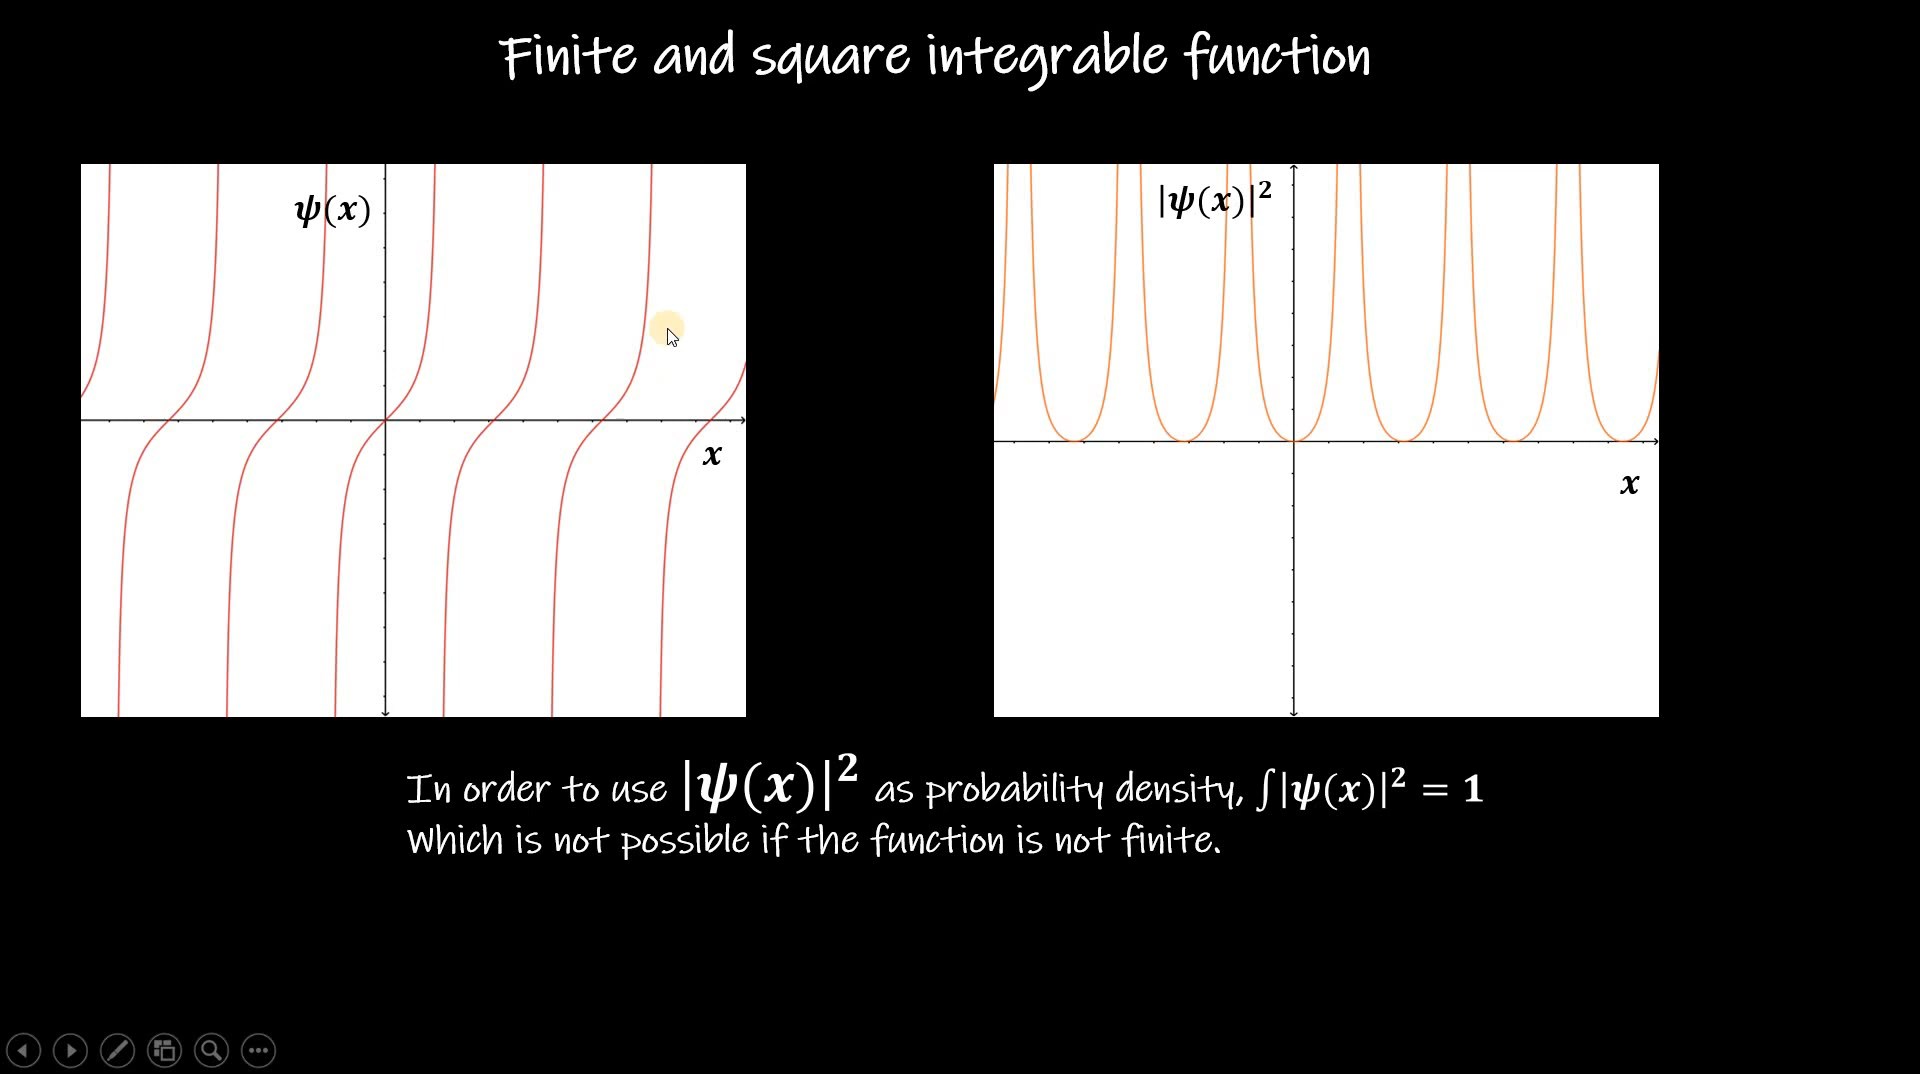 Finite and square integrable function
ψ(x)
x
|ψ(x)|²
x
In order to use |ψ(x)|² as probability density, ∫|ψ(x)|² = 1
Which is not possible if the function is not finite.